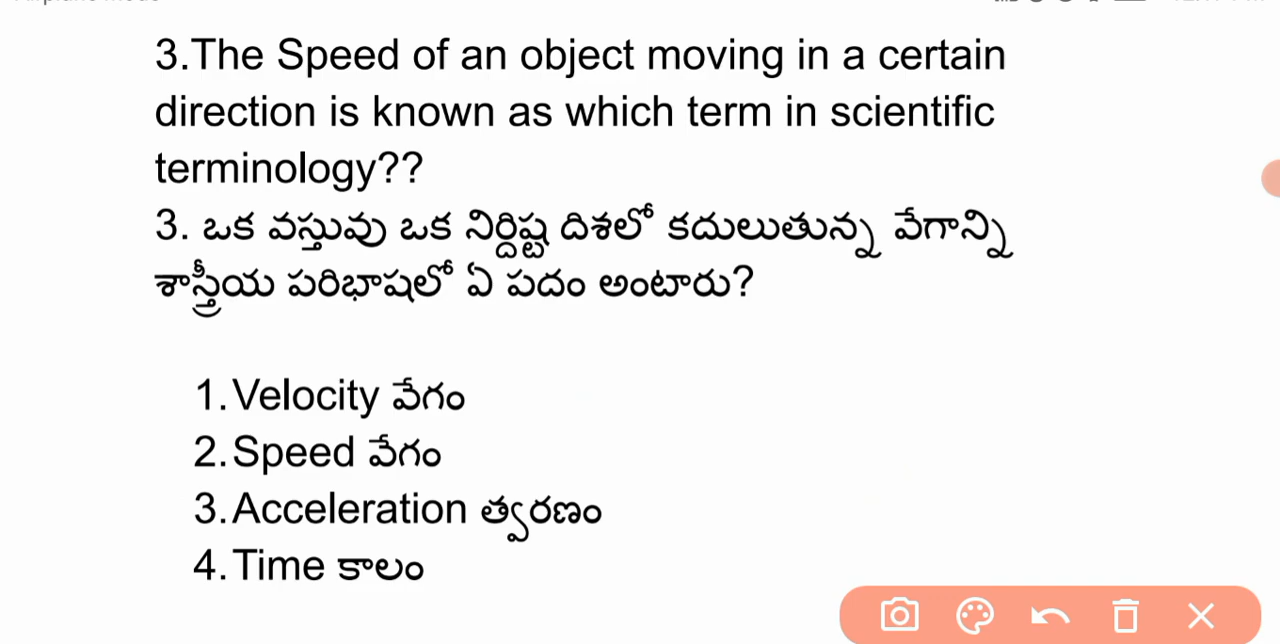 3.The Speed of an object moving in a certain
direction is known as which term in scientific
terminology??
3. ఒక వస్తువు ఒక నిర్దిష్ట దిశలో కదులుతున్న వేగాన్ని
శాస్త్రీయ పరిభాషలో ఏ పదం అంటారు?
1.Velocity వేగం
2.Speed వేగం
3.Acceleration త్వరణం
4.Time కాలం